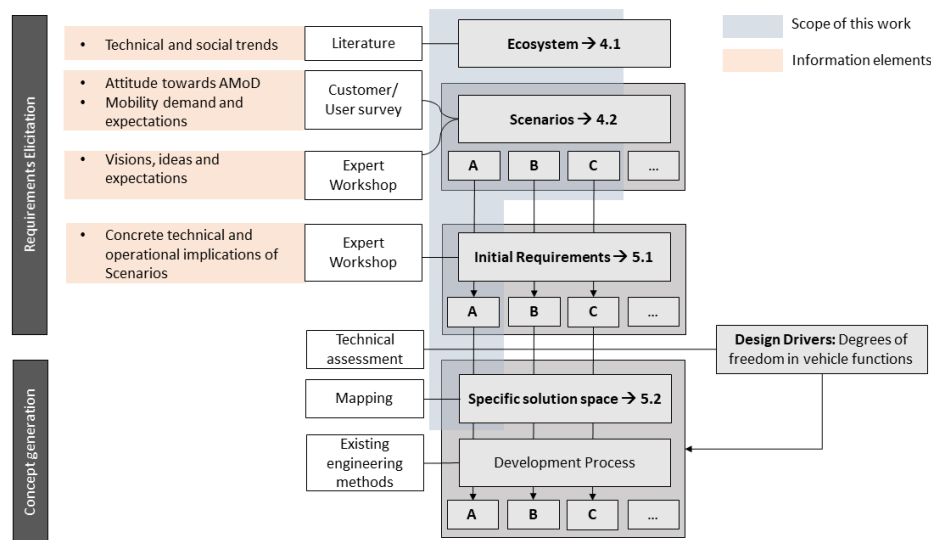 Scope of this work
Information elements
Requirements Elicitation
• Technical and social trends
Literature
Ecosystem → 4.1
• Attitude towards AMoD
• Mobility demand and
expectations
Customer/
User survey
Scenarios → 4.2
• Visions, ideas and
expectations
Expert
Workshop
A
B
C
...
• Concrete technical and
operational implications of
Scenarios
Expert
Workshop
Initial Requirements → 5.1
A
B
C
...
Concept generation
Technical
assessment
Design Drivers: Degrees of
freedom in vehicle functions
Mapping
Specific solution space → 5.2
Existing
engineering
methods
Development Process
A
B
C
...